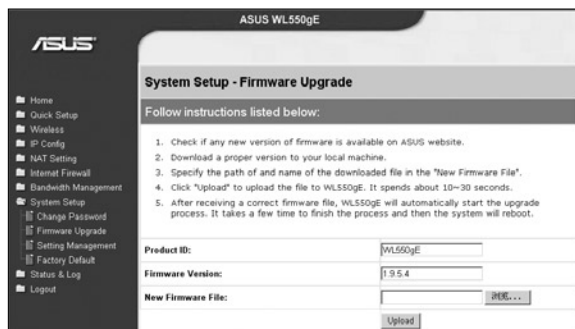 ASUS WL550gE
ASUS
Home
Quick Setup
Wireless
IP Config
NAT Setting
Internet Firewall
Bandwidth Management
System Setup
Change Password
Firmware Upgrade
Setting Management
Factory Default
Status & Log
Logout
System Setup - Firmware Upgrade
Follow instructions listed below:
1. Check if any new version of firmware is available on ASUS website.
2. Download a proper version to your local machine.
3. Specify the path of and name of the downloaded file in the "New Firmware File".
4. Click "Upload" to upload the file to WL550gE. It spends about 10~30 seconds.
5. After receiving a correct firmware file, WL550gE will automatically start the upgrade
process. It takes a few time to finish the process and then the system will reboot.
Product ID: WL550gE
Firmware Version: 1.9.5.4
New Firmware File:
Upload